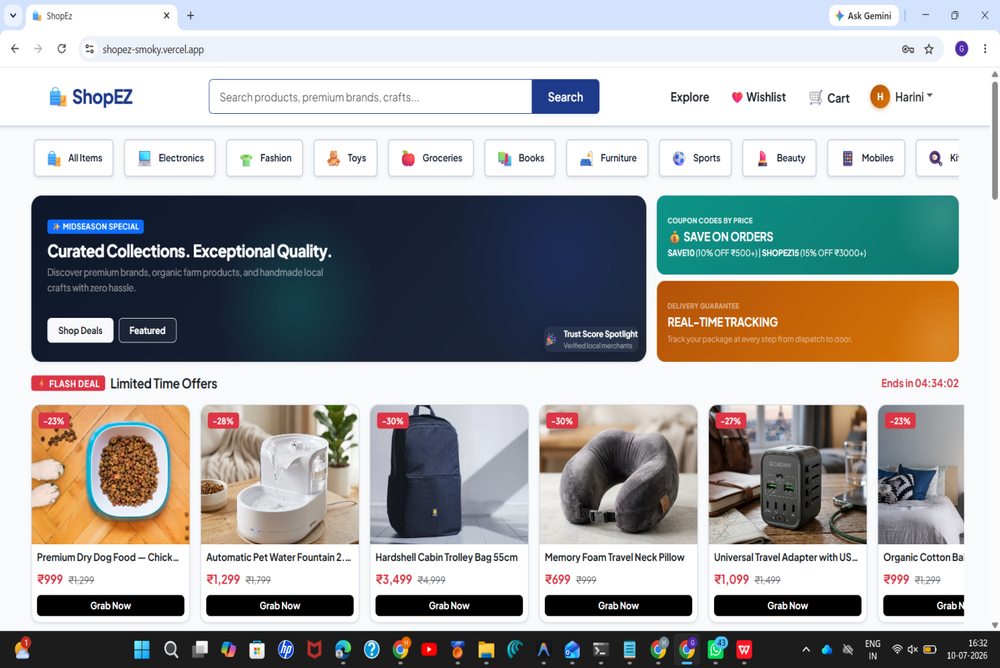 ShopEz
Ask Gemini
shopez-smoky.vercel.app
G
ShopEZ
Search products, premium brands, crafts...
Search
Explore
Wishlist
Cart
H
Harini
All Items
Electronics
Fashion
Toys
Groceries
Books
Furniture
Sports
Beauty
Mobiles
Ki
MIDSEASON SPECIAL
Curated Collections. Exceptional Quality.
Discover premium brands, organic farm products, and handmade local
crafts with zero hassle.
Shop Deals
Featured
Trust Score Spotlight
Verified local merchants
COUPON CODES BY PRICE
SAVE ON ORDERS
SAVE10 (10% OFF ₹500+) | SHOPEZ15 (15% OFF ₹3000+)
DELIVERY GUARANTEE
REAL-TIME TRACKING
Track your package at every step from dispatch to door.
FLASH DEAL
Limited Time Offers
Ends in 04:34:02
-23%
Premium Dry Dog Food — Chick...
₹999 ₹1,299
Grab Now
-28%
Automatic Pet Water Fountain 2....
₹1,299 ₹1,799
Grab Now
-30%
Hardshell Cabin Trolley Bag 55cm
₹3,499 ₹4,999
Grab Now
-30%
Memory Foam Travel Neck Pillow
₹699 ₹999
Grab Now
-27%
GLOBEWAY
Universal Travel Adapter with US...
₹1,099 ₹1,499
Grab Now
-23%
Organic Cotton Bal
₹999 ₹1,299
Grab N
1
hp
H
H
G
43
W
ENG
IN
16:32
10-07-2026